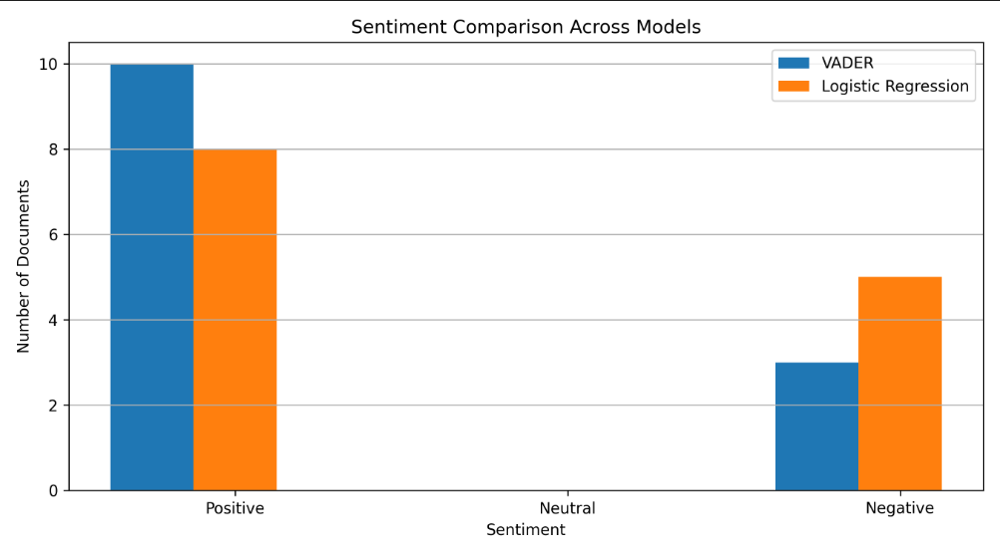 Sentiment Comparison Across Models
VADER
Logistic Regression
Number of Documents
10
8
6
4
2
0
Positive Neutral Negative
Sentiment